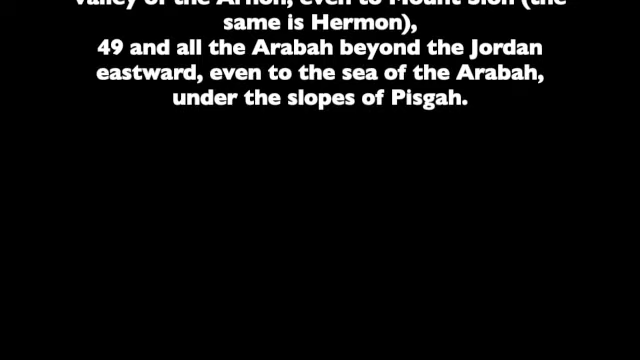 valley of the Arnon, even to Mount Sion (the
same is Hermon),
49 and all the Arabah beyond the Jordan
eastward, even to the sea of the Arabah,
under the slopes of Pisgah.